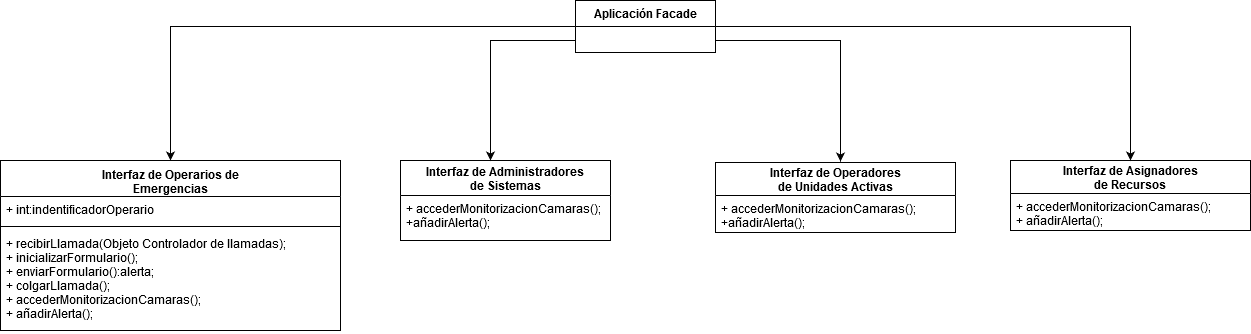 Aplicación Facade
Interfaz de Operarios de
Emergencias
+ int:indentificadorOperario
+ recibirLlamada(Objeto Controlador de llamadas);
+ inicializarFormulario();
+ enviarFormulario():alerta;
+ colgarLlamada();
+ accederMonitorizacionCamaras();
+ añadirAlerta();
Interfaz de Administradores
de Sistemas
+ accederMonitorizacionCamaras();
+añadirAlerta();
Interfaz de Operadores
de Unidades Activas
+ accederMonitorizacionCamaras();
+añadirAlerta();
Interfaz de Asignadores
de Recursos
+ accederMonitorizacionCamaras();
+ añadirAlerta();